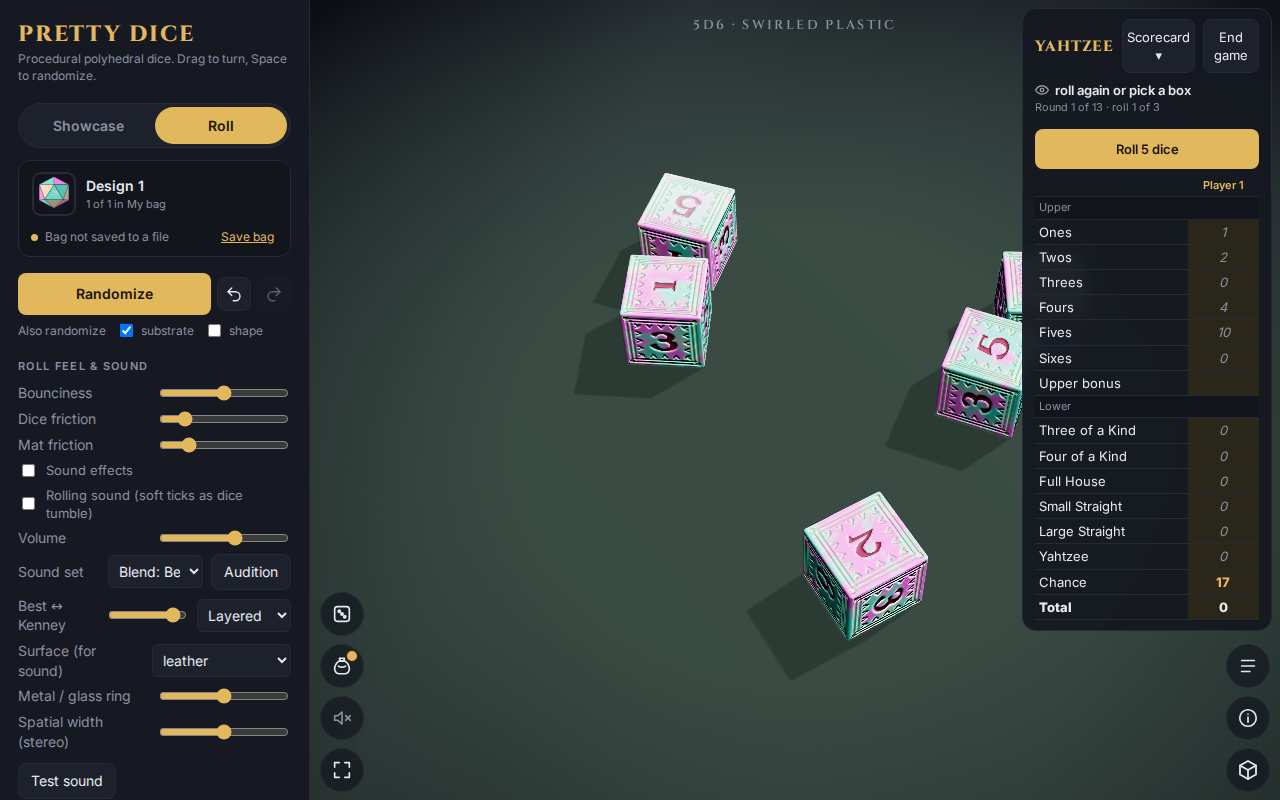 PRETTY DICE
Procedural polyhedral dice. Drag to turn, Space
to randomize.
Showcase
Roll
Design 1
1 of 1 in My bag
Bag not saved to a file
Save bag
Randomize
Also randomize
substrate
shape
ROLL FEEL & SOUND
Bounciness
Dice friction
Mat friction
Sound effects
Rolling sound (soft ticks as dice
tumble)
Volume
Sound set
Blend: Be
Audition
Best ↔
Kenney
Layered
Surface (for
sound)
leather
Metal / glass ring
Spatial width
(stereo)
Test sound
5D6 · SWIRLED PLASTIC
5
1
3
5
3
2
3
YAHTZEE
Scorecard
▾
End
game
roll again or pick a box
Round 1 of 13 · roll 1 of 3
Roll 5 dice
Player 1
Upper
Ones 1
Twos 2
Threes 0
Fours 4
Fives 10
Sixes 0
Upper bonus
Lower
Three of a Kind 0
Four of a Kind 0
Full House 0
Small Straight 0
Large Straight 0
Yahtzee 0
Chance 17
Total 0